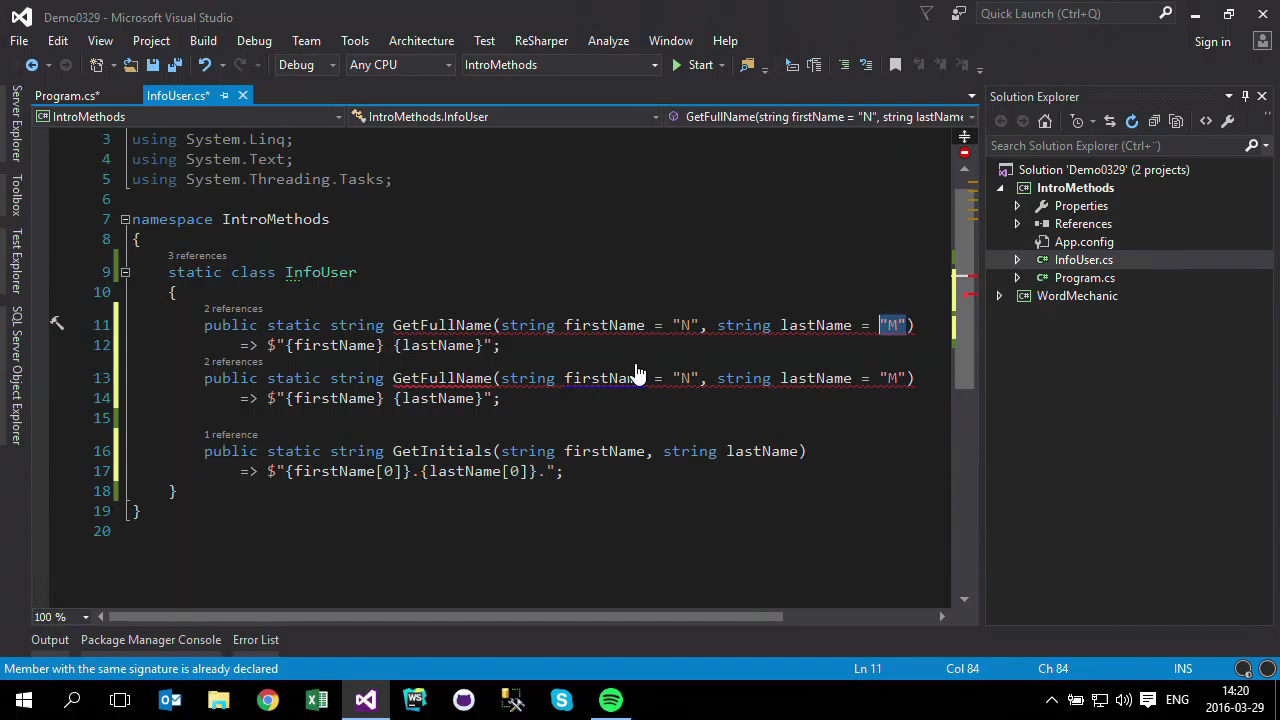 Demo0329 - Microsoft Visual Studio
Quick Launch (Ctrl+Q)
File Edit View Project Build Debug Team Tools Architecture Test ReSharper Analyze Window Help
Sign in
Debug Any CPU IntroMethods Start
Program.cs* InfoUser.cs*
IntroMethods IntroMethods.InfoUser GetFullName(string firstName = "N", string lastName
Server Explorer
Toolbox
Test Explorer
SQL Server Object Explorer
3 using System.Linq;
4 using System.Text;
5 using System.Threading.Tasks;
6
7 namespace IntroMethods
8 {
3 references
9 static class InfoUser
10 {
2 references
11 public static string GetFullName(string firstName = "N", string lastName = "M")
12 => $"{firstName} {lastName}";
2 references
13 public static string GetFullName(string firstName = "N", string lastName = "M")
14 => $"{firstName} {lastName}";
15
1 reference
16 public static string GetInitials(string firstName, string lastName)
17 => $"{firstName[0]}.{lastName[0]}.";
18 }
19 }
20
100 %
Solution Explorer
Search Solution Explorer (Ctrl+¨)
Solution 'Demo0329' (2 projects)
IntroMethods
Properties
References
App.config
InfoUser.cs
Program.cs
WordMechanic
Output Package Manager Console Error List
Member with the same signature is already declared Ln 11 Col 84 Ch 84 INS
ENG
14:20
2016-03-29